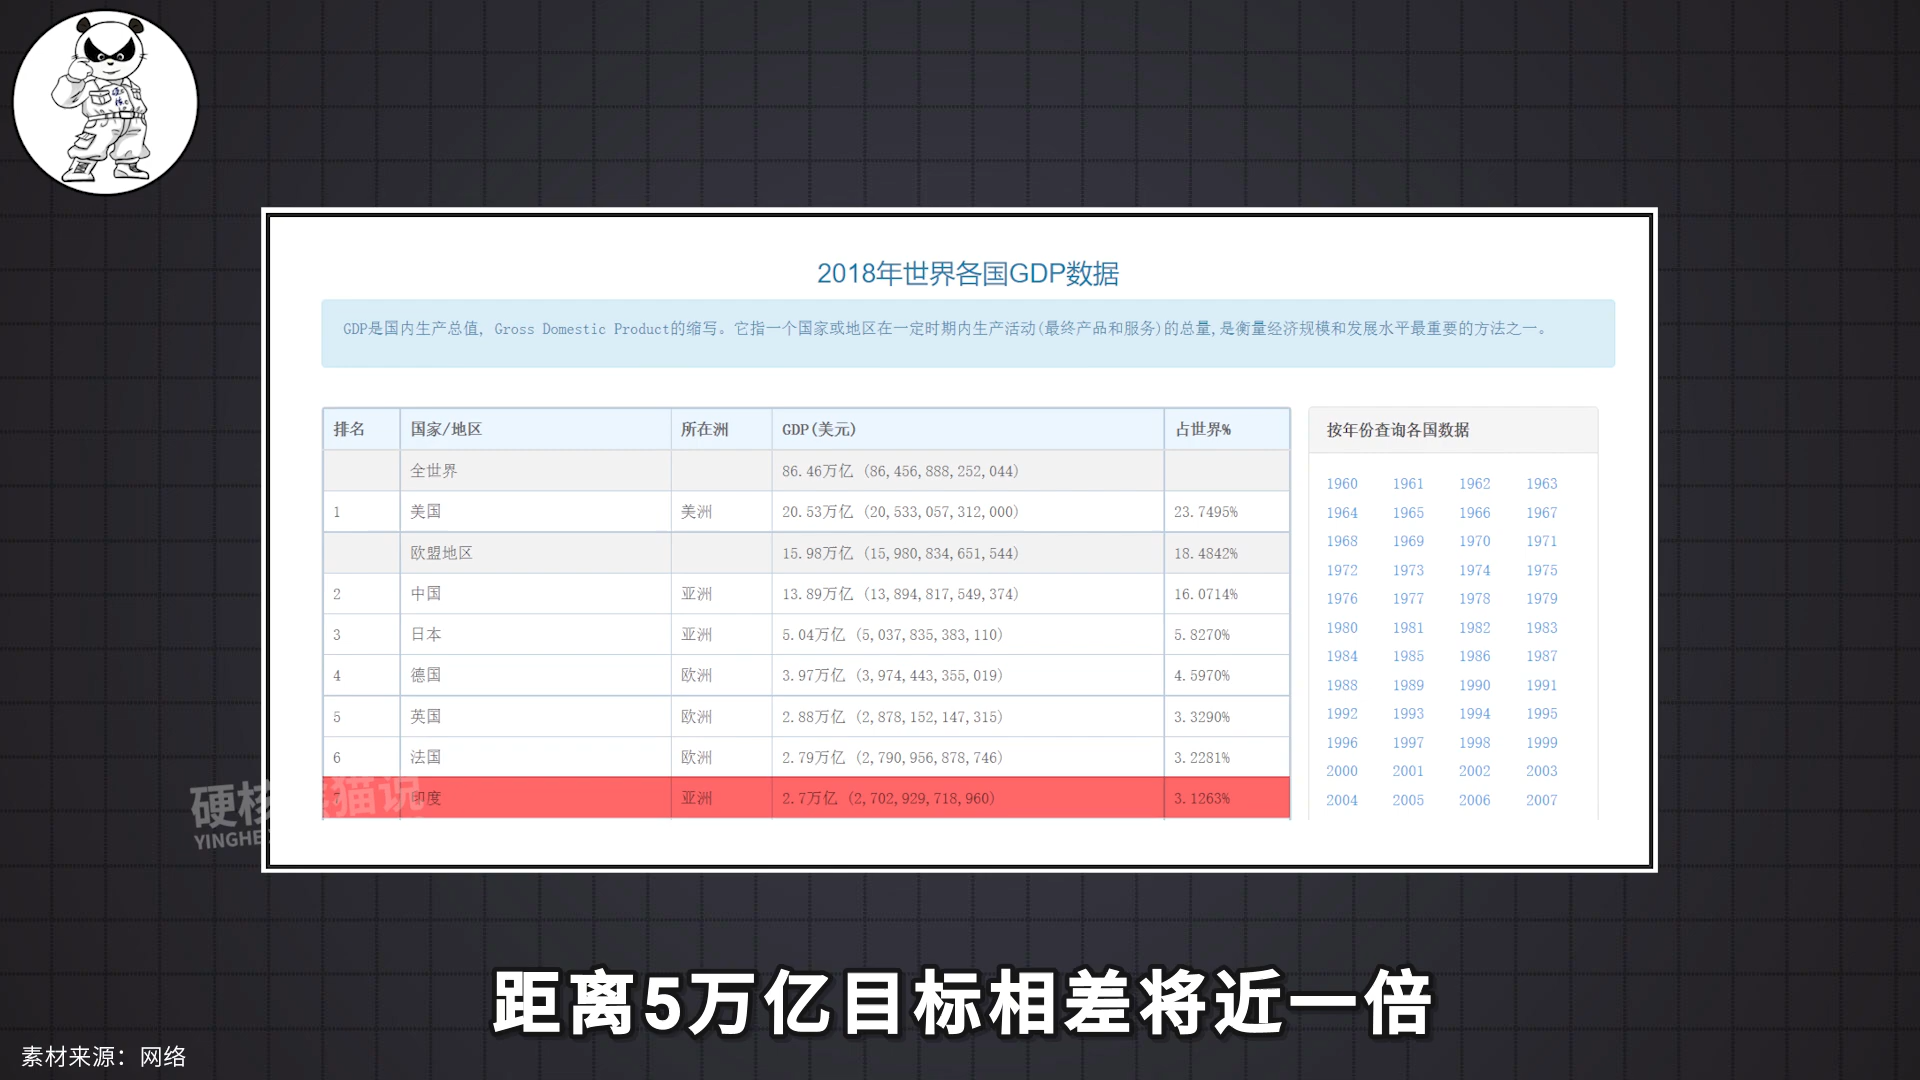 2018年世界各国GDP数据
GDP是国内生产总值, Gross Domestic Product的缩写。它指一个国家或地区在一定时期内生产活动(最终产品和服务)的总量,是衡量经济规模和发展水平最重要的方法之一。
排名 国家/地区 所在洲 GDP(美元) 占世界%
全世界 86.46万亿 (86,456,888,252,044)
1 美国 美洲 20.53万亿 (20,533,057,312,000) 23.7495%
欧盟地区 15.98万亿 (15,980,834,651,544) 18.4842%
2 中国 亚洲 13.89万亿 (13,894,817,549,374) 16.0714%
3 日本 亚洲 5.04万亿 (5,037,835,383,110) 5.8270%
4 德国 欧洲 3.97万亿 (3,974,443,355,019) 4.5970%
5 英国 欧洲 2.88万亿 (2,878,152,147,315) 3.3290%
6 法国 欧洲 2.79万亿 (2,790,956,878,746) 3.2281%
7 印度 亚洲 2.7万亿 (2,702,929,718,960) 3.1263%
按年份查询各国数据
1960 1961 1962 1963
1964 1965 1966 1967
1968 1969 1970 1971
1972 1973 1974 1975
1976 1977 1978 1979
1980 1981 1982 1983
1984 1985 1986 1987
1988 1989 1990 1991
1992 1993 1994 1995
1996 1997 1998 1999
2000 2001 2002 2003
2004 2005 2006 2007
硬核熊猫说
YINGHE
距离5万亿目标相差将近一倍
素材来源：网络